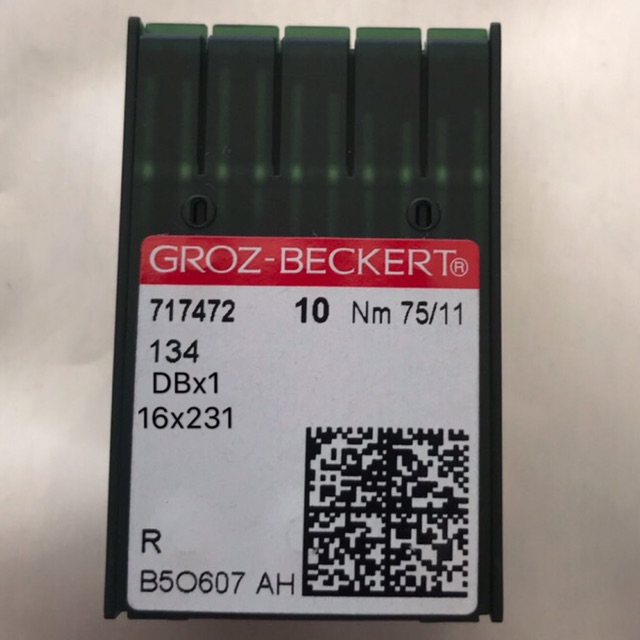 GROZ-BECKERT®
717472 10 Nm 75/11
134
DBx1
16x231
R
B5O607 AH